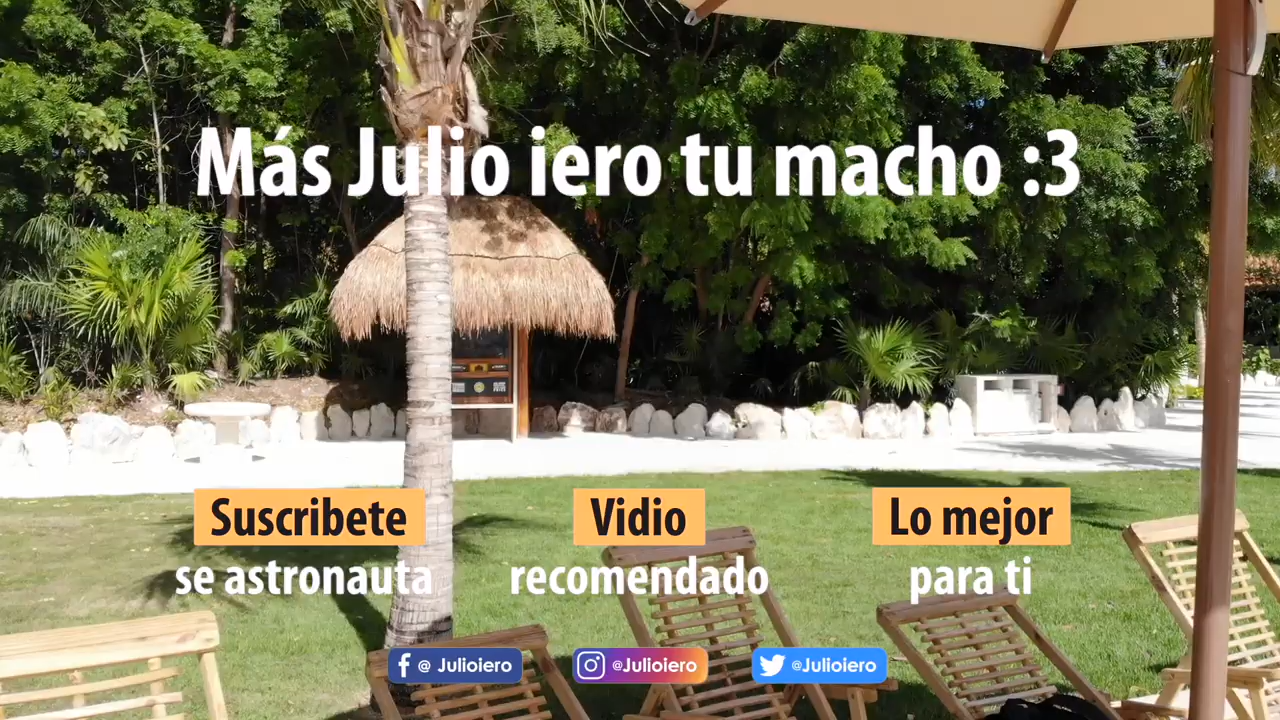 Más Julio iero tu macho :3
Suscribete
se astronauta
Vidio
recomendado
Lo mejor
para ti
@ Julioiero
@Julioiero
@Julioiero